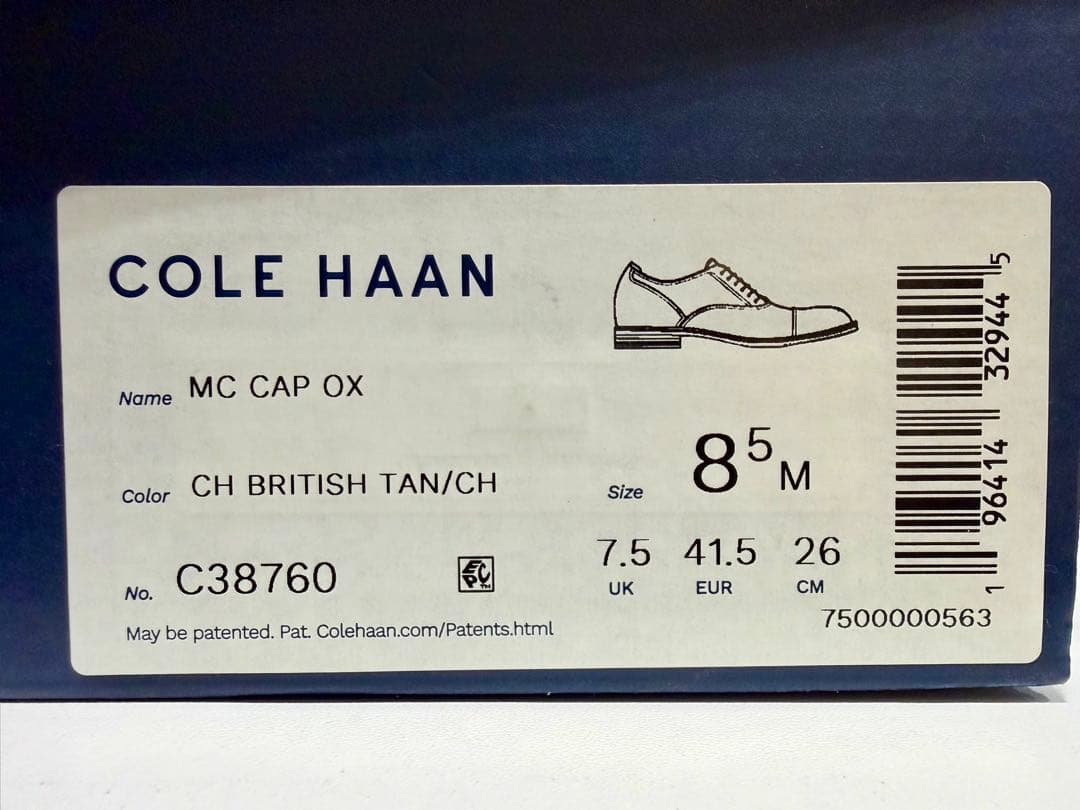 COLE HAAN
Name MC CAP OX
Color CH BRITISH TAN/CH
No. C38760
May be patented. Pat. Colehaan.com/Patents.html
Size 8 5 M
7.5 41.5 26
UK EUR CM
7500000563
1 96414 32944 5